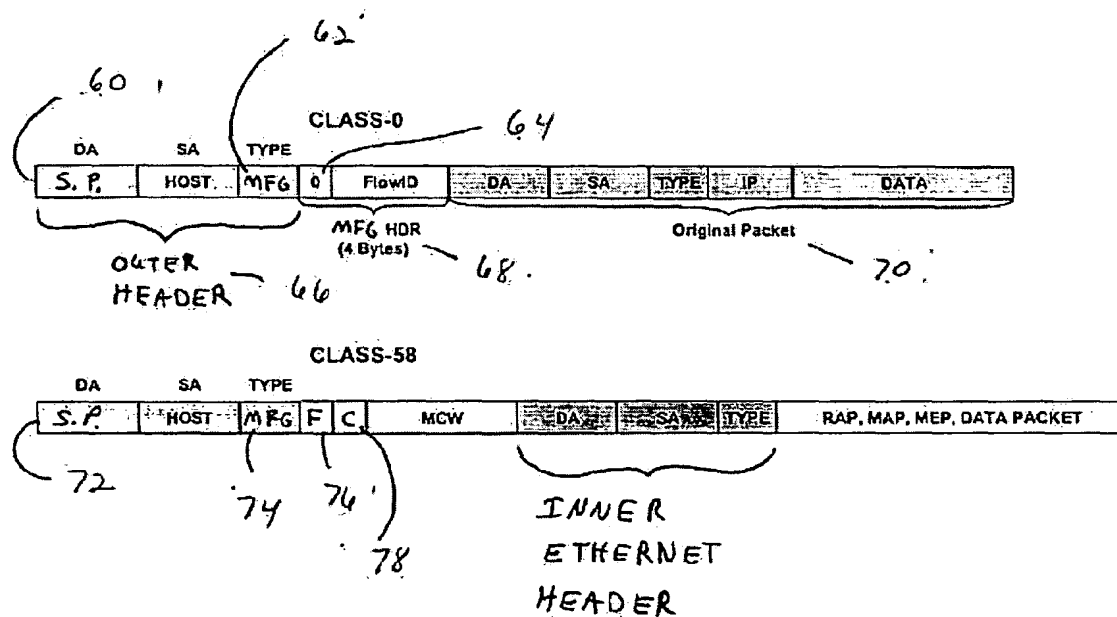 62
60
CLASS-0
64
DA SA TYPE
S.P. HOST MFG 0 FlowID DA SA TYPE IP DATA
MFG HDR
(4 Bytes)
Original Packet
OUTER
HEADER
66
68
70
CLASS-58
DA SA TYPE
S.P. HOST MFG F C MCW DA SA TYPE RAP, MAP, MEP, DATA PACKET
72
74
76
78
INNER
ETHERNET
HEADER